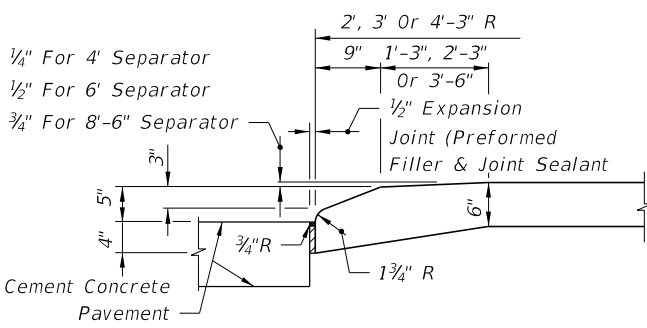 2', 3' Or 4'-3" R
¼" For 4' Separator
9" 1'-3", 2'-3"
Or 3'-6"
½" For 6' Separator
¾" For 8'-6" Separator
½" Expansion
Joint (Preformed
Filler & Joint Sealant
3"
5"
4"
6"
¾"R
1¾" R
Cement Concrete
Pavement